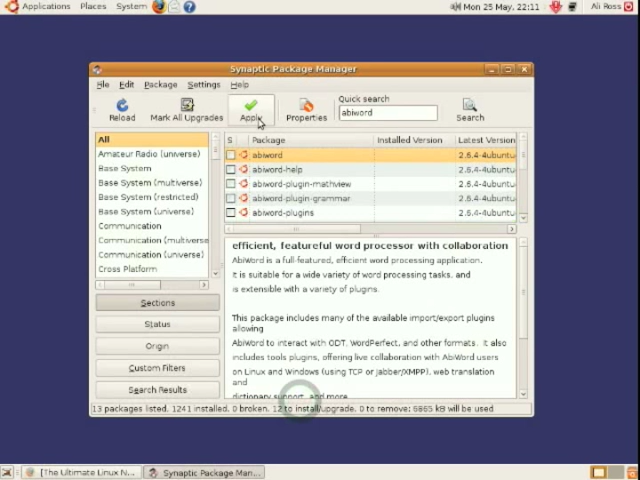 Applications Places System Mon 25 May, 22:11 Ali Ross
Synaptic Package Manager
File Edit Package Settings Help
Quick search
abiword
Reload Mark All Upgrades Apply Properties Search
All
Amateur Radio (universe)
Base System
Base System (multiverse)
Base System (restricted)
Base System (universe)
Communication
Communication (multiverse
Communication (universe)
Cross Platform
Sections
Status
Origin
Custom Filters
Search Results
S Package Installed Version Latest Version
abiword 2.6.4-4ubuntu
abiword-help 2.6.4-4ubuntu
abiword-plugin-mathview 2.6.4-4ubuntu
abiword-plugin-grammar 2.6.4-4ubuntu
abiword-plugins 2.6.4-4ubuntu
efficient, featureful word processor with collaboration
AbiWord is a full-featured, efficient word processing application.
It is suitable for a wide variety of word processing tasks, and
is extensible with a variety of plugins.
This package includes many of the available import/export plugins
allowing
AbiWord to interact with ODT, WordPerfect, and other formats. It also
includes tools plugins, offering live collaboration with AbiWord users
on Linux and Windows (using TCP or Jabber/XMPP), web translation
and
dictionary support, and more.
13 packages listed, 1241 installed, 0 broken. 12 to install/upgrade, 0 to remove; 6865 kB will be used
[The Ultimate Linux N... Synaptic Package Man...